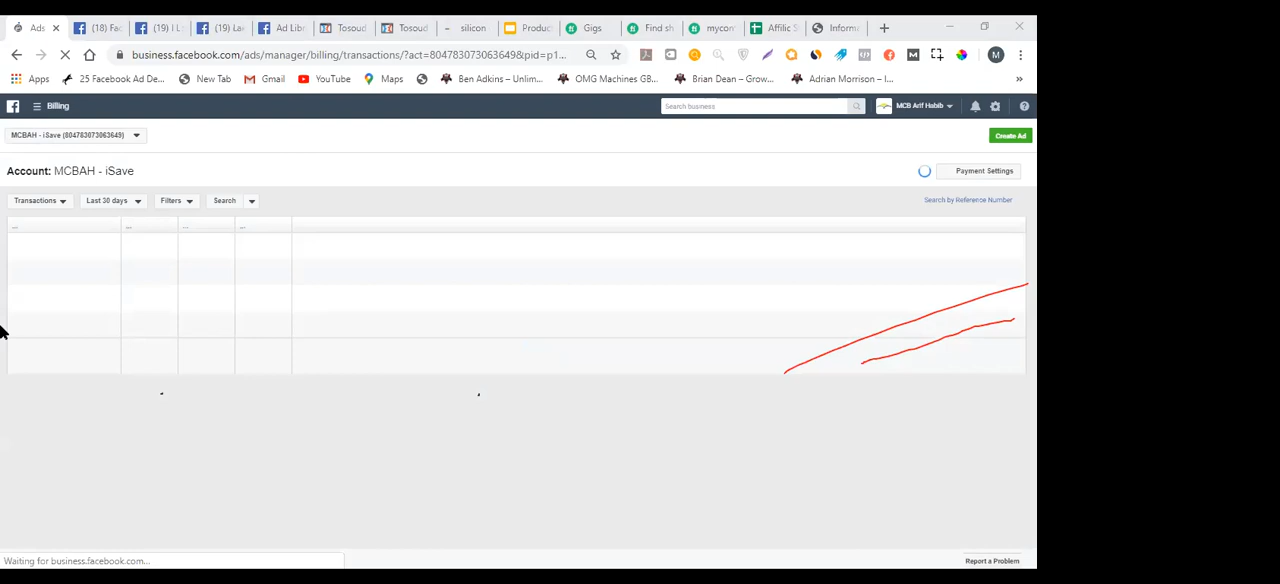 Ads
(18) Fac
(19) I L
(19) La
Ad Libr
Tosoud
Tosoud
silicon
Produc
Gigs
Find sh
mycon
Affilic S
Informa
business.facebook.com/ads/manager/billing/transactions/?act=804783073063649&pid=p1...
M
Apps
25 Facebook Ad De...
New Tab
Gmail
YouTube
Maps
Ben Adkins – Unlim...
OMG Machines GB...
Brian Dean – Grow...
Adrian Morrison – I...
»
Billing
Search business
MCB Arif Habib
MCBAH - iSave (804783073063649)
Create Ad
Account: MCBAH - iSave
Payment Settings
Transactions
Last 30 days
Filters
Search
Search by Reference Number
... ... ... ...
Waiting for business.facebook.com...
Report a Problem